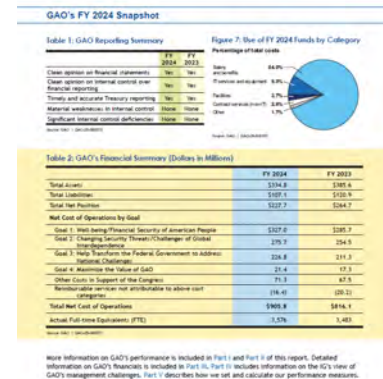 GAO's FY 2024 Snapshot
Table 1: GAO Reporting Summary
FY 2024 FY 2023
Clean opinion on financial statements Yes Yes
Clean opinion on internal control over financial reporting Yes Yes
Timely and accurate Treasury reporting Yes Yes
Material weaknesses in internal control None None
Significant internal control deficiencies None None
Figure 7: Use of FY 2024 Funds by Category
Percentage of total costs
Salary and benefits
Facilities
Other 1.7%
Table 2: GAO's Financial Summary (Dollars in Millions)
FY 2024 FY 2023
Total Assets $334.8 $385.6
Total Liabilities $107.1 $120.9
Total Net Position $227.7 $264.7
Net Cost of Operations by Goal
Goal 1: Well-being/Financial Security of American People $327.0 $285.7
Goal 2: Changing Security Threats/Challenges of Global Interdependence 275.7 254.5
Goal 3: Help Transform the Federal Government to Address National Challenges 226.8 211.3
Goal 4: Maximize the Value of GAO 21.4 17.3
Other Costs in Support of the Congress 71.3 67.5
Reimbursable services not attributable to above cost categories (16.4) (20.2)
Total Net Cost of Operations $905.8 $816.1
Actual Full-time Equivalents (FTE) 3,576 3,483
More information on GAO's performance is included in Part I and Part II of this report. Detailed
information on GAO's financials is included in Part III. Part IV includes information on the IG's view of
GAO's management challenges. Part V describes how we set and calculate our performance measures.